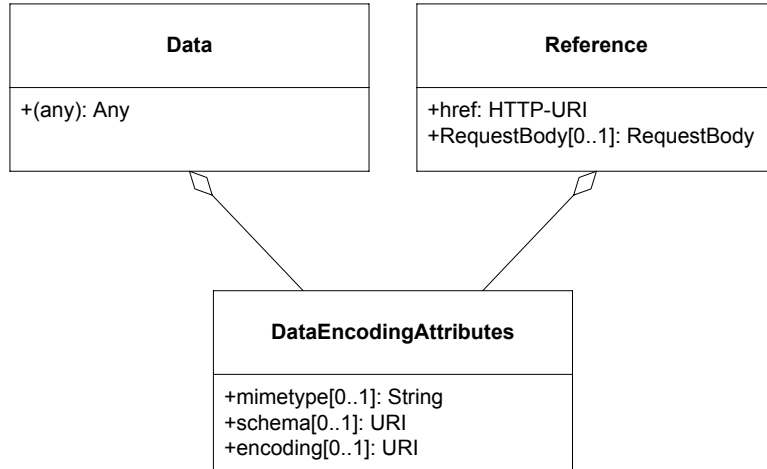 Data
+(any): Any
Reference
+href: HTTP-URI
+RequestBody[0..1]: RequestBody
DataEncodingAttributes
+mimetype[0..1]: String
+schema[0..1]: URI
+encoding[0..1]: URI